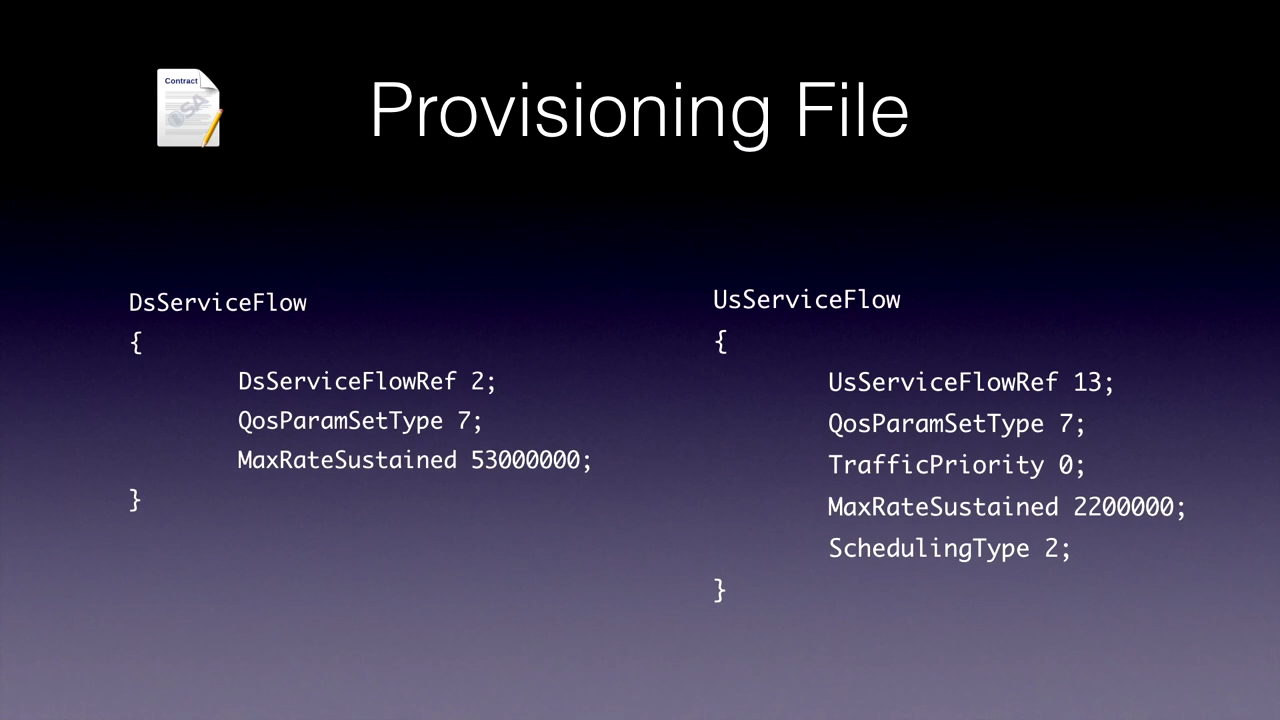 Contract
Provisioning File
DsServiceFlow
{
DsServiceFlowRef 2;
QosParamSetType 7;
MaxRateSustained 53000000;
}
UsServiceFlow
{
UsServiceFlowRef 13;
QosParamSetType 7;
TrafficPriority 0;
MaxRateSustained 2200000;
SchedulingType 2;
}